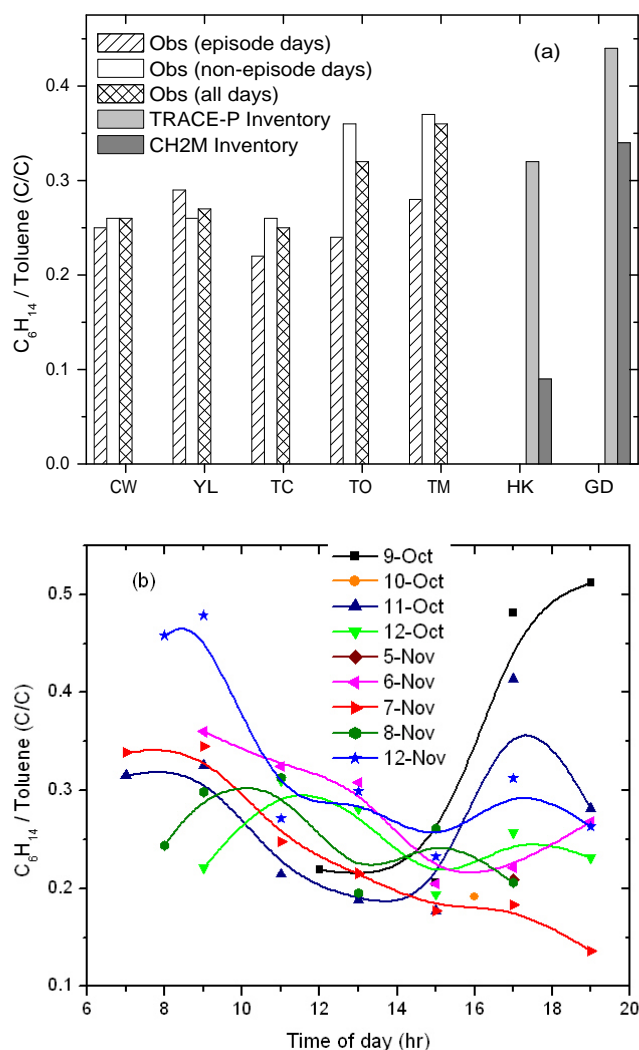 Obs (episode days)
Obs (non-episode days)
Obs (all days)
TRACE-P Inventory
CH2M Inventory
(a)
C6H14 / Toluene (C/C)
0.4
0.3
0.2
0.1
0.0
CW YL TC TO TM HK GD
(b)
9-Oct
10-Oct
11-Oct
12-Oct
5-Nov
6-Nov
7-Nov
8-Nov
12-Nov
C6H14 / Toluene (C/C)
0.5
0.4
0.3
0.2
0.1
6 8 10 12 14 16 18 20
Time of day (hr)